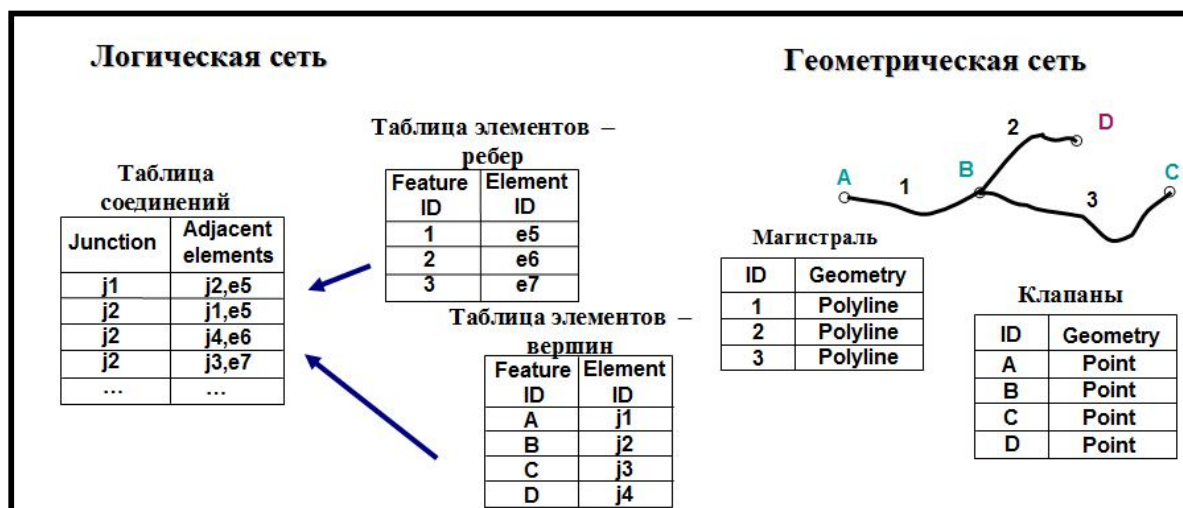 Логическая сеть
Геометрическая сеть
Таблица элементов –
ребер
Feature ID Element ID
1 e5
2 e6
3 e7
Таблица
соединений
Junction Adjacent elements
j1 j2,e5
j2 j1,e5
j2 j4,e6
j2 j3,e7
... ...
Таблица элементов –
вершин
Feature ID Element ID
A j1
B j2
C j3
D j4
2
D
A
1
B
3
C
Магистраль
ID Geometry
1 Polyline
2 Polyline
3 Polyline
Клапаны
ID Geometry
A Point
B Point
C Point
D Point